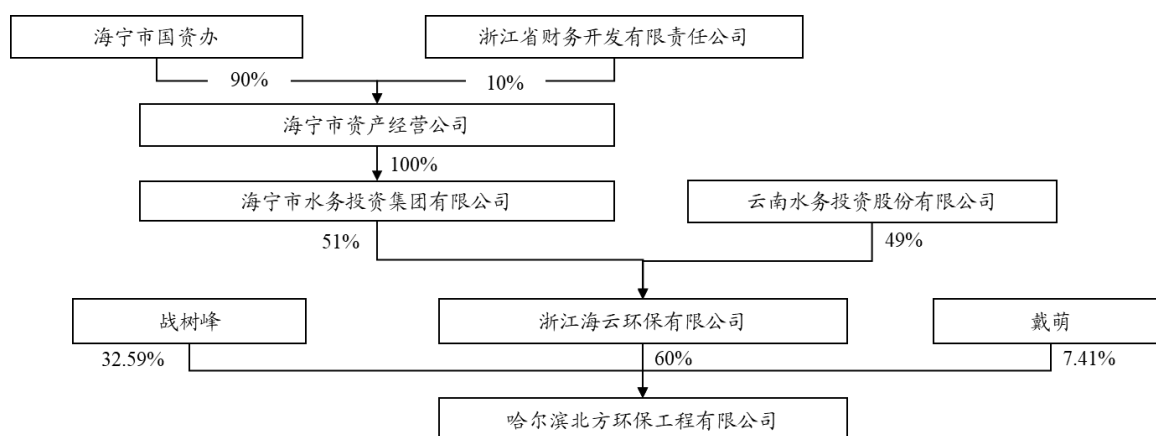 海宁市国资办
浙江省财务开发有限责任公司
90%
10%
海宁市资产经营公司
100%
海宁市水务投资集团有限公司
云南水务投资股份有限公司
51%
49%
战树峰
浙江海云环保有限公司
戴萌
32.59%
60%
7.41%
哈尔滨北方环保工程有限公司